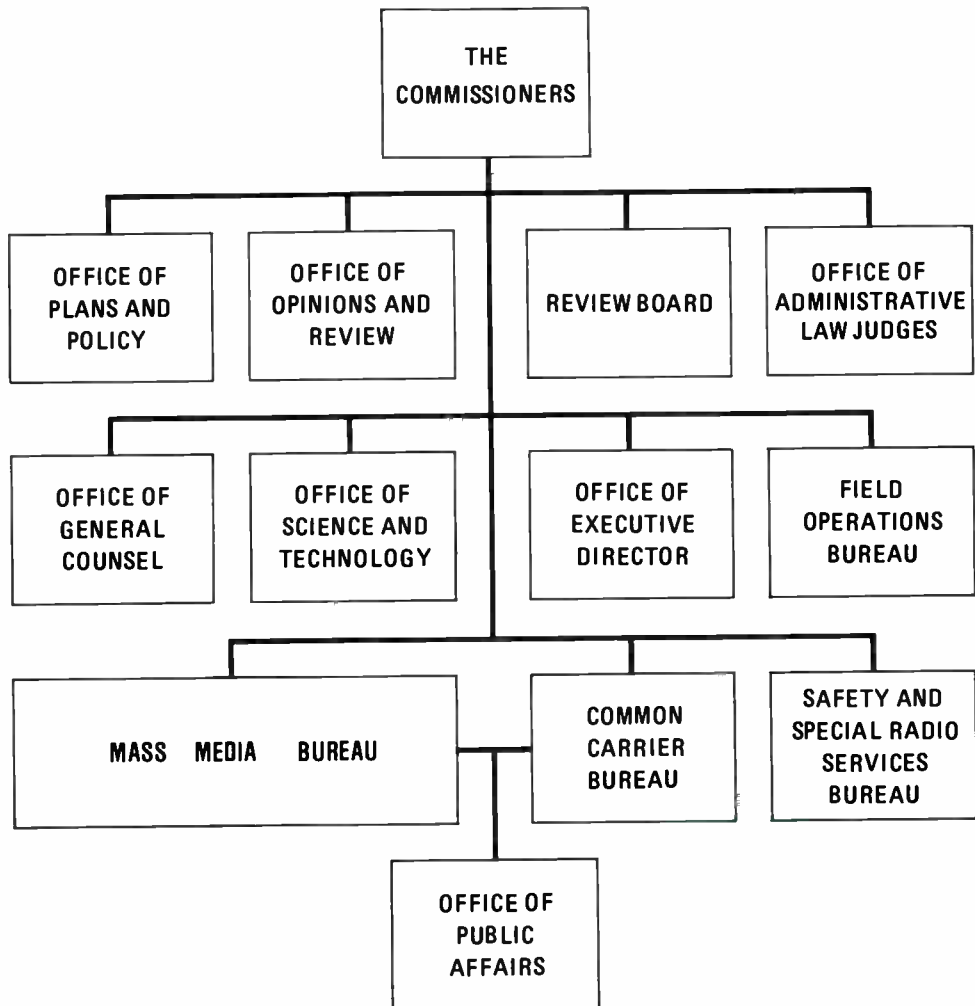 THE
COMMISSIONERS
OFFICE OF
PLANS AND
POLICY
OFFICE OF
OPINIONS AND
REVIEW
REVIEW BOARD
OFFICE OF
ADMINISTRATIVE
LAW JUDGES
OFFICE OF
GENERAL
COUNSEL
OFFICE OF
SCIENCE AND
TECHNOLOGY
OFFICE OF
EXECUTIVE
DIRECTOR
FIELD
OPERATIONS
BUREAU
MASS MEDIA BUREAU
COMMON
CARRIER
BUREAU
SAFETY AND
SPECIAL RADIO
SERVICES
BUREAU
OFFICE OF
PUBLIC
AFFAIRS